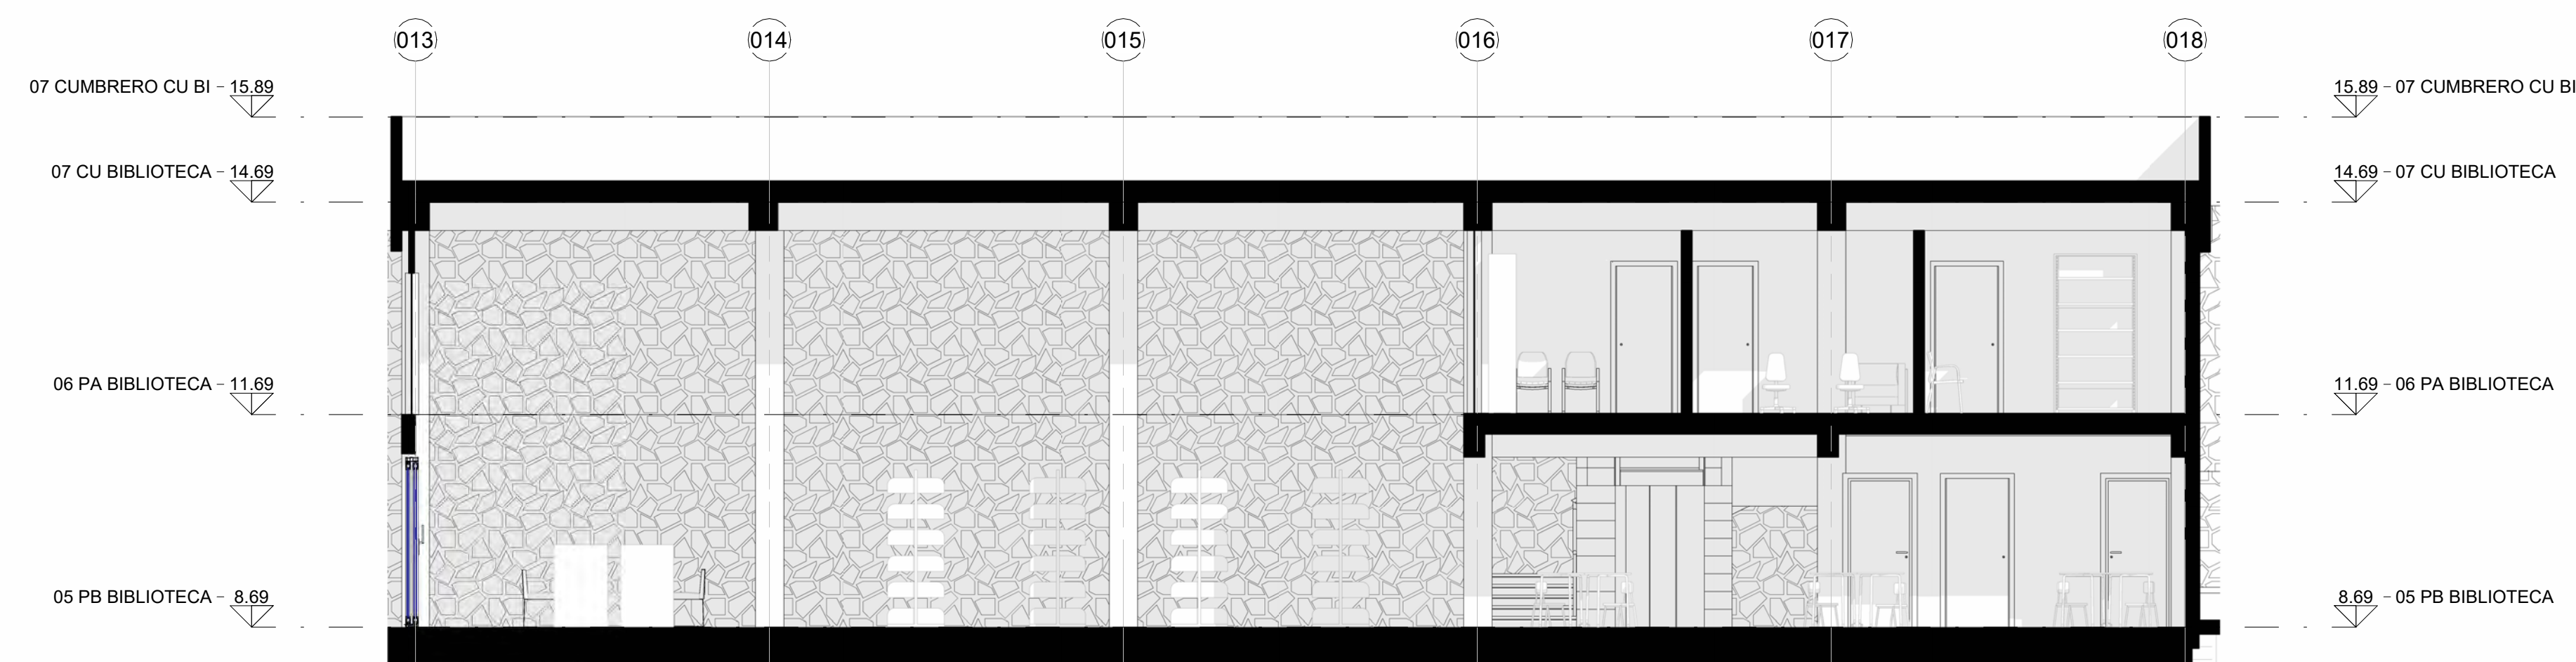 013 014 015 016 017 018
07 CUMBRERO CU BI – 15.89
15.89 – 07 CUMBRERO CU BI
07 CU BIBLIOTECA – 14.69
14.69 – 07 CU BIBLIOTECA
06 PA BIBLIOTECA – 11.69
11.69 – 06 PA BIBLIOTECA
05 PB BIBLIOTECA – 8.69
8.69 – 05 PB BIBLIOTECA